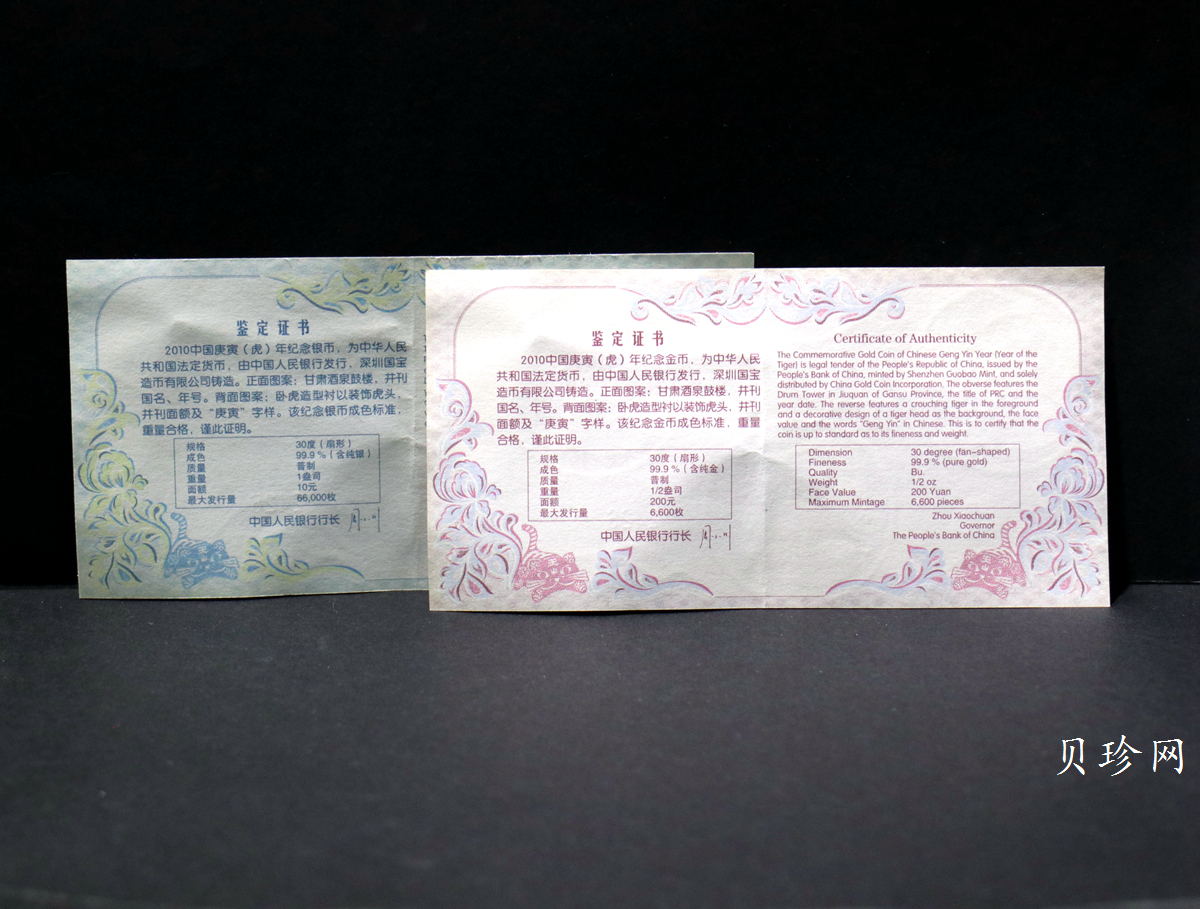 鉴定证书
2010中国庚寅（虎）年纪念银币，为中华人民
共和国法定货币，由中国人民银行发行，深圳国宝
造币有限公司铸造。正面图案：甘肃酒泉鼓楼，并刊
国名、年号。背面图案：卧虎造型衬以装饰虎头，
并刊面额及“庚寅”字样。该纪念银币成色标准，
重量合格，谨此证明。
规格 30度（扇形）
成色 99.9％（含纯银）
质量 普制
重量 1盎司
面额 10元
最大发行量 66,000枚
中国人民银行行长
鉴定证书
2010中国庚寅（虎）年纪念金币，为中华人民
共和国法定货币，由中国人民银行发行，深圳国宝
造币有限公司铸造。正面图案：甘肃酒泉鼓楼，并刊
国名、年号。背面图案：卧虎造型衬以装饰虎头，并刊
面额及“庚寅”字样。该纪念金币成色标准，重量
合格，谨此证明。
规格 30度（扇形）
成色 99.9％（含纯金）
质量 普制
重量 1/2盎司
面额 200元
最大发行量 6,600枚
中国人民银行行长
Certificate of Authenticity
The Commemorative Gold Coin of Chinese Geng Yin Year (Year of the
Tiger) is legal tender of the People's Republic of China, issued by the
People's Bank of China, minted by Shenzhen Guobao Mint, and solely
distributed by China Gold Coin Incorporation. The obverse features the
Drum Tower in Jiuquan of Gansu Province, the title of PRC and the
year date. The reverse features a crouching tiger in the foreground
and a decorative design of a tiger head as the background, the face
value and the words "Geng Yin" in Chinese. This is to certify that the
coin is up to standard as to its fineness and weight.
Dimension 30 degree (fan-shaped)
Fineness 99.9 % (pure gold)
Quality Bu.
Weight 1/2 oz
Face Value 200 Yuan
Maximum Mintage 6,600 pieces
Zhou Xiaochuan
Governor
The People's Bank of China
贝珍网